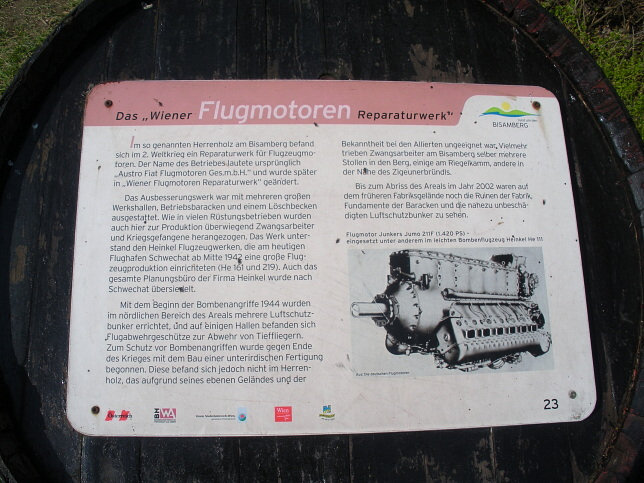 Das „Wiener Flugmotoren Reparaturwerk“
rund um den
BISAMBERG
Im so genannten Herrenholz am Bisamberg befand
sich im 2. Weltkrieg ein Reparaturwerk für Flugzeugmo-
toren. Der Name des Betriebes lautete ursprünglich
„Austro Fiat Flugmotoren Ges.m.b.H.“ und wurde später
in „Wiener Flugmotoren Reparaturwerk“ geändert.
Das Ausbesserungswerk war mit mehreren großen
Werkshallen, Betriebsbaracken und einem Löschbecken
ausgestattet. Wie in vielen Rüstungsbetrieben wurden
auch hier zur Produktion überwiegend Zwangsarbeiter
und Kriegsgefangene herangezogen. Das Werk unter-
stand den Heinkel Flugzeugwerken, die am heutigen
Flughafen Schwechat ab Mitte 1942 eine große Flug-
zeugproduktion einrichteten (He 161 und 219). Auch das
gesamte Planungsbüro der Firma Heinkel wurde nach
Schwechat übersiedelt.
Mit dem Beginn der Bombenangriffe 1944 wurden
im nördlichen Bereich des Areals mehrere Luftschutz-
bunker errichtet, und auf einigen Hallen befanden sich
Flugabwehrgeschütze zur Abwehr von Tieffliegern.
Zum Schutz vor Bombenangriffen wurde gegen Ende
des Krieges mit dem Bau einer unterirdischen Fertigung
begonnen. Diese befand sich jedoch nicht im Herren-
holz, das aufgrund seines ebenen Geländes und der
Bekanntheit bei den Alliierten ungeeignet war. Vielmehr
trieben Zwangsarbeiter am Bisamberg selber mehrere
Stollen in den Berg, einige am Riegelkamm, andere in
der Nähe des Zigeunerbründls.
Bis zum Abriss des Areals im Jahr 2002 waren auf
dem früheren Fabriksgelände noch die Ruinen der Fabrik,
Fundamente der Baracken und die nahezu unbeschä-
digten Luftschutzbunker zu sehen.
Flugmotor Junkers Jumo 211F (1.420 PS) -
eingesetzt unter anderem im leichten Bombenflugzeug Heinkel He 111
Aus: Die deutschen Flugmotoren
Österreich
WA
Wien
23